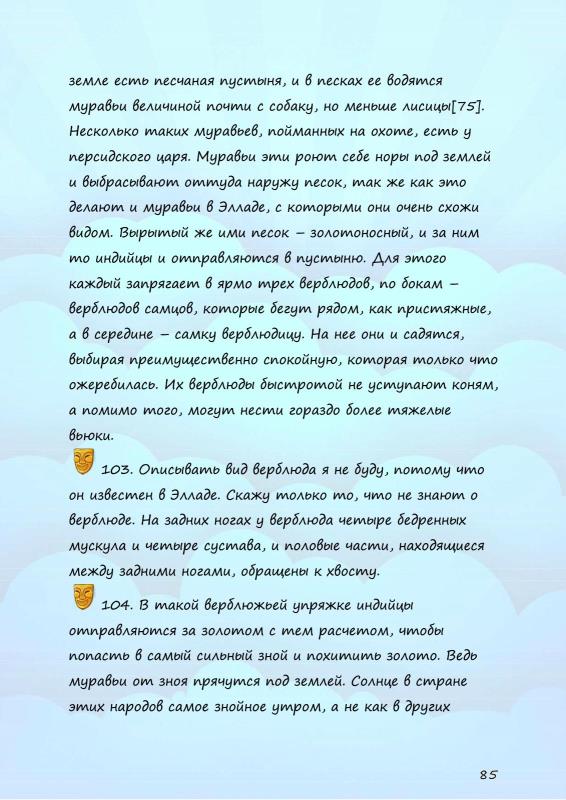 земле есть песчаная пустыня, и в песках ее водятся
муравьи величиной почти с собаку, но меньше лисицы[75].
Несколько таких муравьев, пойманных на охоте, есть у
персидского царя. Муравьи эти роют себе норы под землей
и выбрасывают оттуда наружу песок, так же как это
делают и муравьи в Элладе, с которыми они очень схожи
видом. Вырытый же ими песок – золотоносный, и за ним
то индийцы и отправляются в пустыню. Для этого
каждый запрягает в ярмо трех верблюдов, по бокам –
верблюдов самцов, которые бегут рядом, как пристяжные,
а в середине – самку верблюдицу. На нее они и садятся,
выбирая преимущественно спокойную, которая только что
ожеребилась. Их верблюды быстротой не уступают коням,
а помимо того, могут нести гораздо более тяжелые
вьюки.
103. Описывать вид верблюда я не буду, потому что
он известен в Элладе. Скажу только то, что не знают о
верблюде. На задних ногах у верблюда четыре бедренных
мускула и четыре сустава, и половые части, находящиеся
между задними ногами, обращены к хвосту.
104. В такой верблюжьей упряжке индийцы
отправляются за золотом с тем расчетом, чтобы
попасть в самый сильный зной и похитить золото. Ведь
муравьи от зноя прячутся под землей. Солнце в стране
этих народов самое знойное утром, а не как в других
85